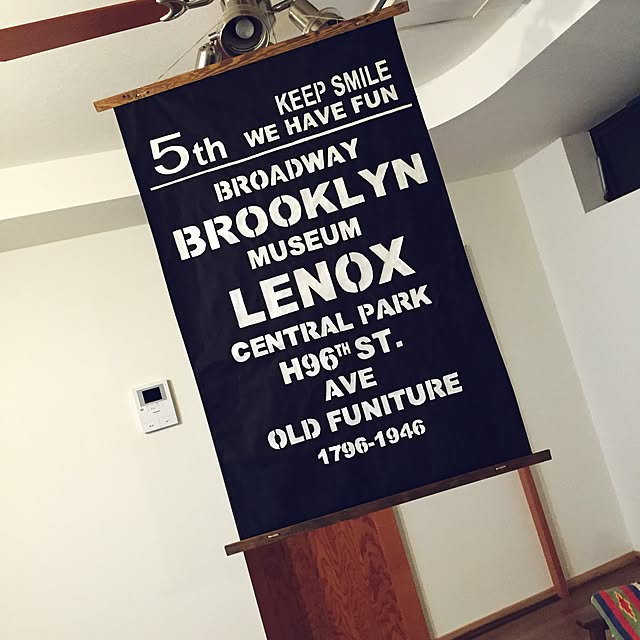 KEEP SMILE
5th WE HAVE FUN
BROADWAY
BROOKLYN
MUSEUM
LENOX
CENTRAL PARK
H96TH ST.
AVE
OLD FUNITURE
1796-1946